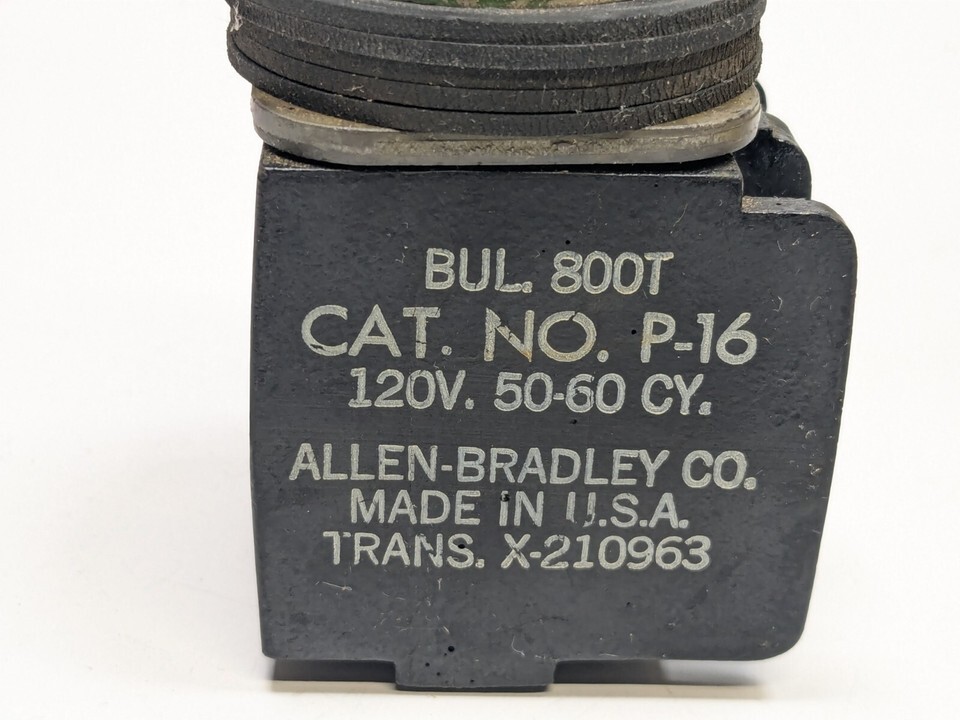 BUL. 800T
CAT. NO. P-16
120V. 50-60 CY.
ALLEN-BRADLEY CO.
MADE IN U.S.A.
TRANS. X-210963